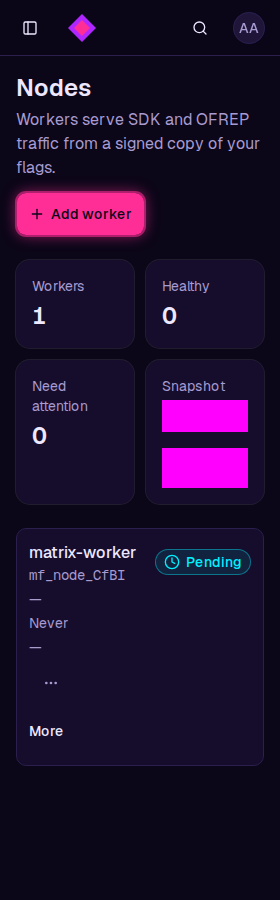 AA
Nodes
Workers serve SDK and OFREP
traffic from a signed copy of your
flags.
+ Add worker
Workers
1
Healthy
0
Need
attention
0
Snapshot
matrix-worker
Pending
mf_node_CfBI
—
Never
—
...
More